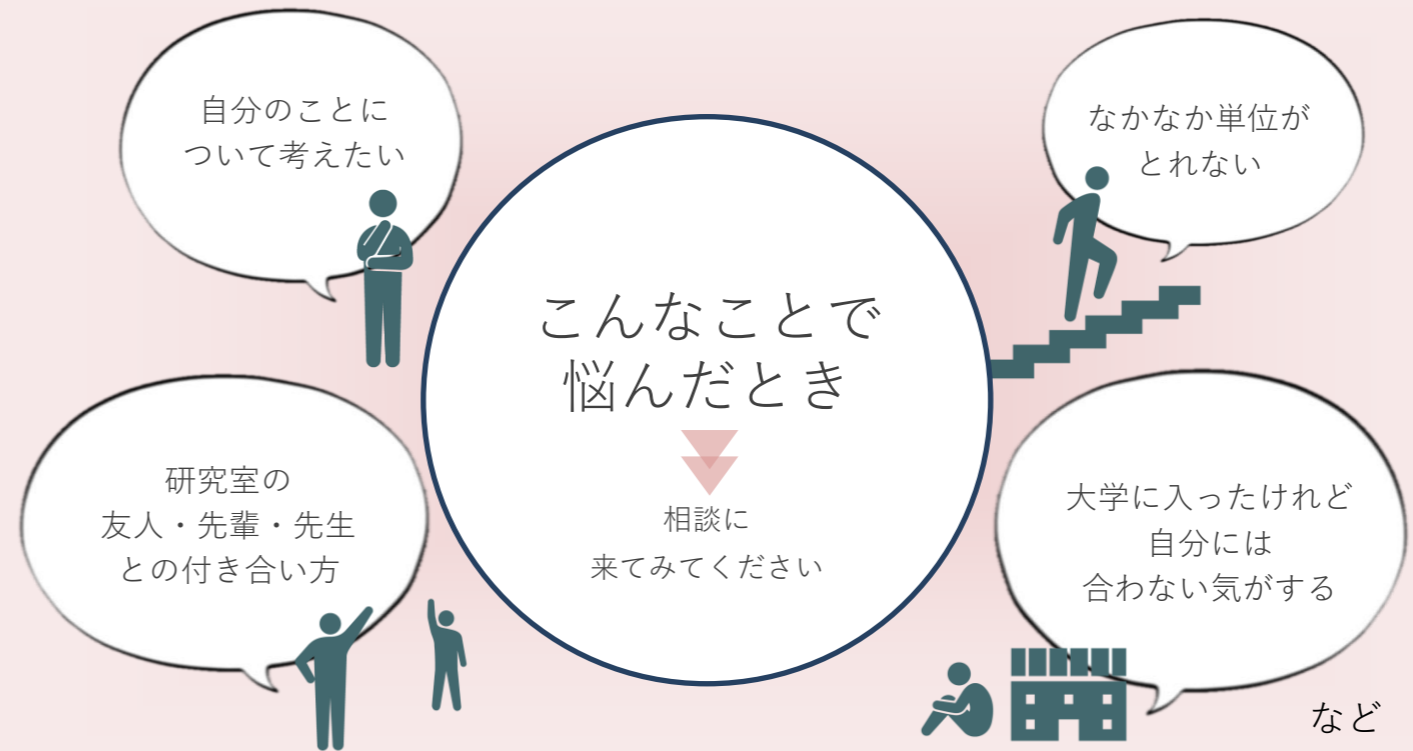 自分のことに
ついて考えたい
なかなか単位が
とれない
こんなことで
悩んだとき
相談に
来てみてください
研究室の
友人・先輩・先生
との付き合い方
大学に入ったけれど
自分には
合わない気がする
など